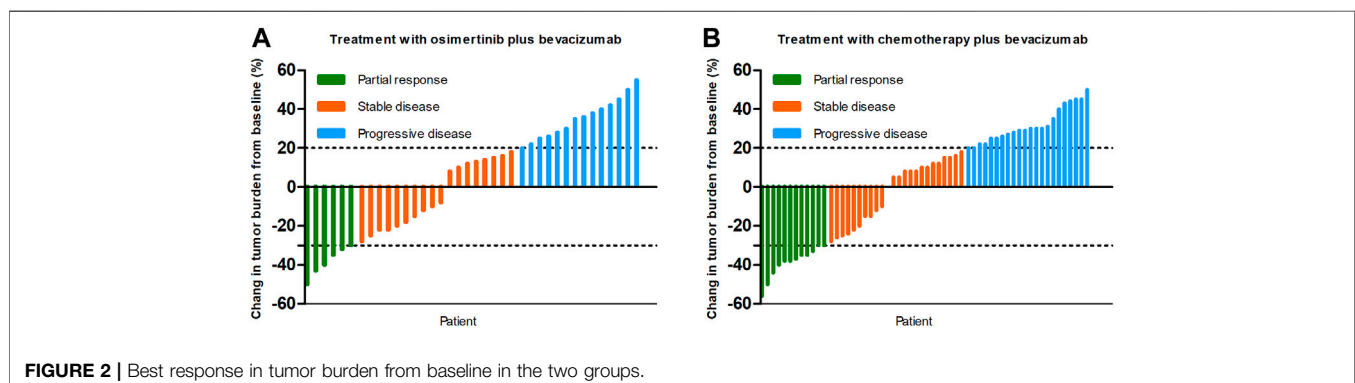 A Treatment with osimertinib plus bevacizumab
Chang in tumor burden from baseline (%)
60
40
20
0
-20
-40
-60
Partial response
Stable disease
Progressive disease
Patient
B Treatment with chemotherapy plus bevacizumab
Chang in tumor burden from baseline (%)
60
40
20
0
-20
-40
-60
Partial response
Stable disease
Progressive disease
Patient
FIGURE 2 | Best response in tumor burden from baseline in the two groups.